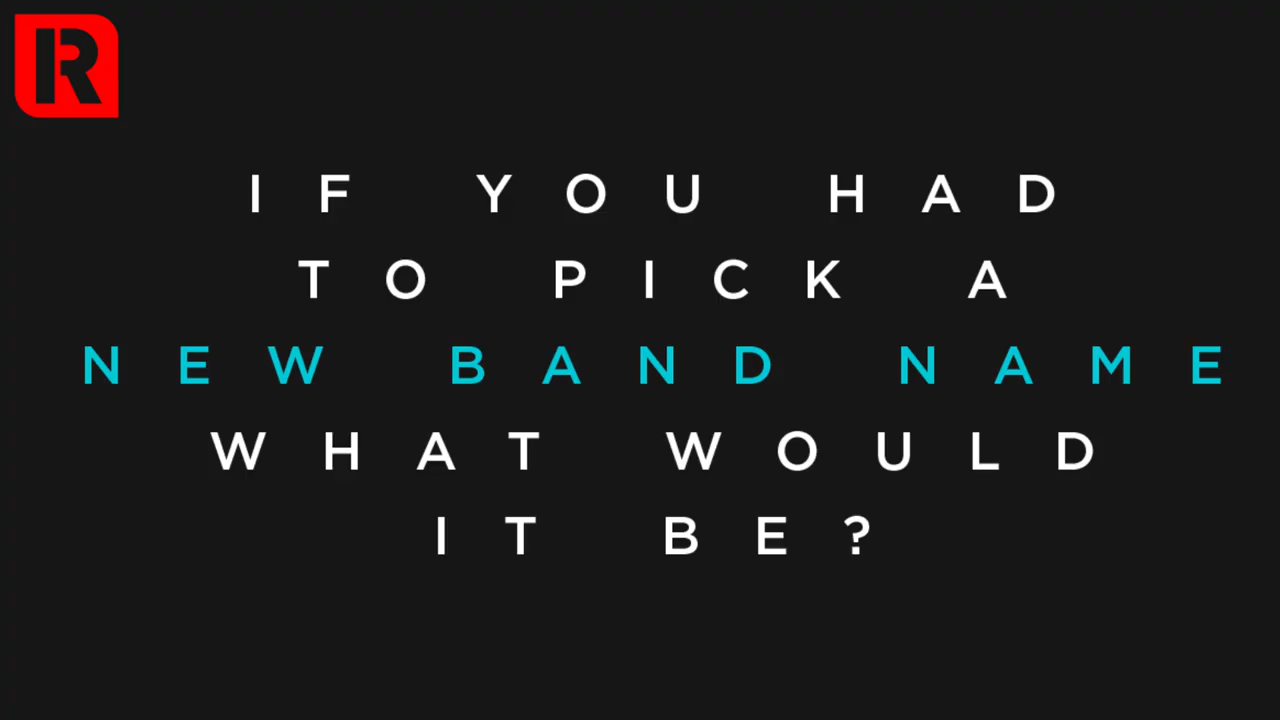 R
IF YOU HAD
TO PICK A
NEW BAND NAME
WHAT WOULD
IT BE?